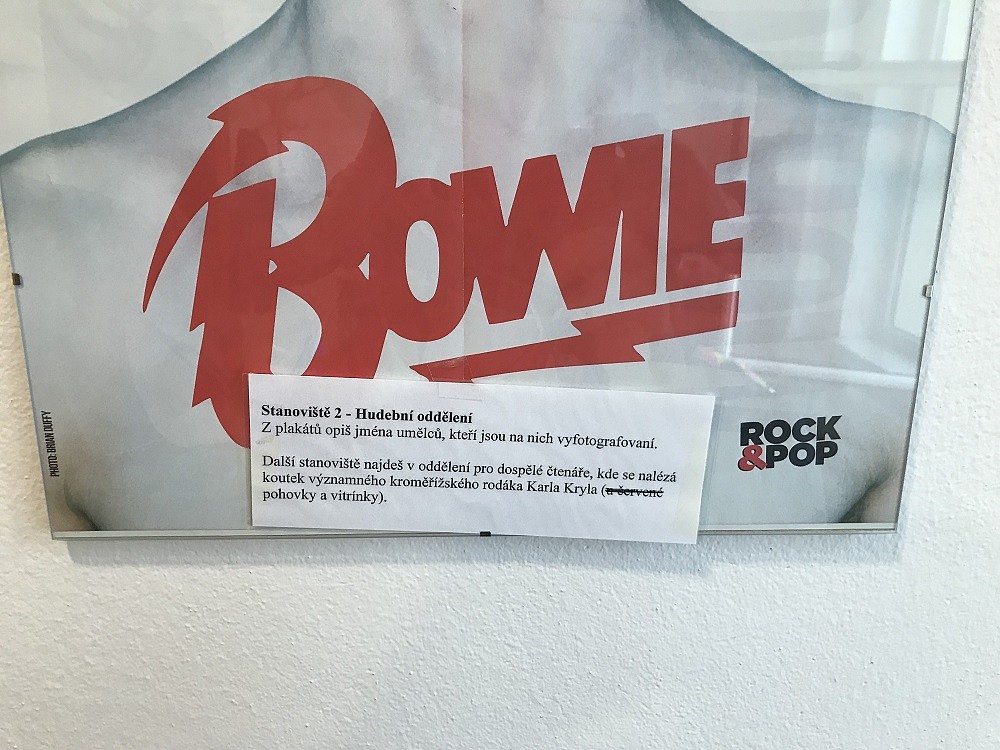 BOWIE
PHOTO: BRIAN DUFFY
Stanoviště 2 - Hudební oddělení
Z plakátů opiš jména umělců, kteří jsou na nich vyfotografovaní.
Další stanoviště najdeš v oddělení pro dospělé čtenáře, kde se nalézá
koutek významného kroměřížského rodáka Karla Kryla (u červené
pohovky a vitrínky).
ROCK
&POP